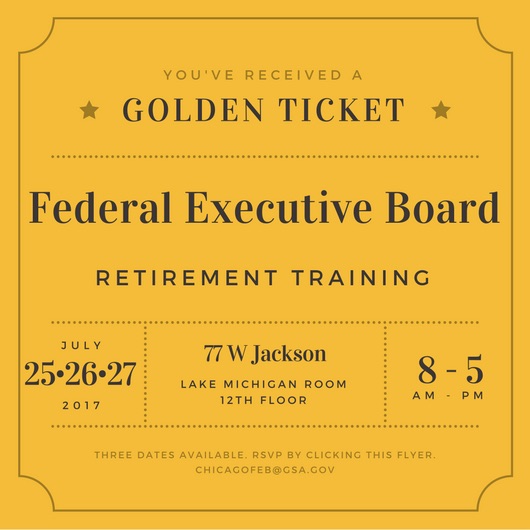 YOU'VE RECEIVED A
GOLDEN TICKET
Federal Executive Board
RETIREMENT TRAINING
JULY
25•26•27
2017
77 W Jackson
LAKE MICHIGAN ROOM
12TH FLOOR
8 - 5
AM - PM
THREE DATES AVAILABLE. RSVP BY CLICKING THIS FLYER.
CHICAGOFEB@GSA.GOV